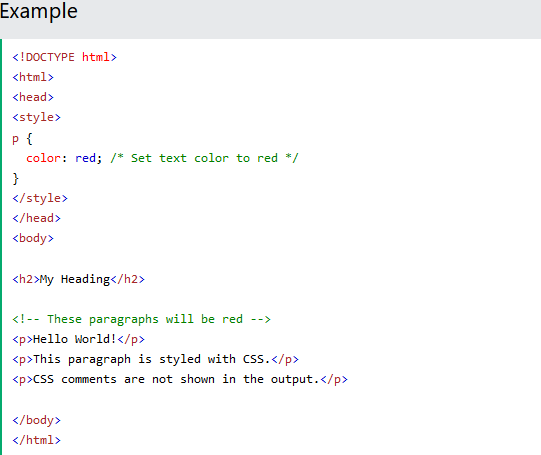 Example
<!DOCTYPE html>
<html>
<head>
<style>
p {
  color: red; /* Set text color to red */
}
</style>
</head>
<body>

<h2>My Heading</h2>

<!-- These paragraphs will be red -->
<p>Hello World!</p>
<p>This paragraph is styled with CSS.</p>
<p>CSS comments are not shown in the output.</p>

</body>
</html>